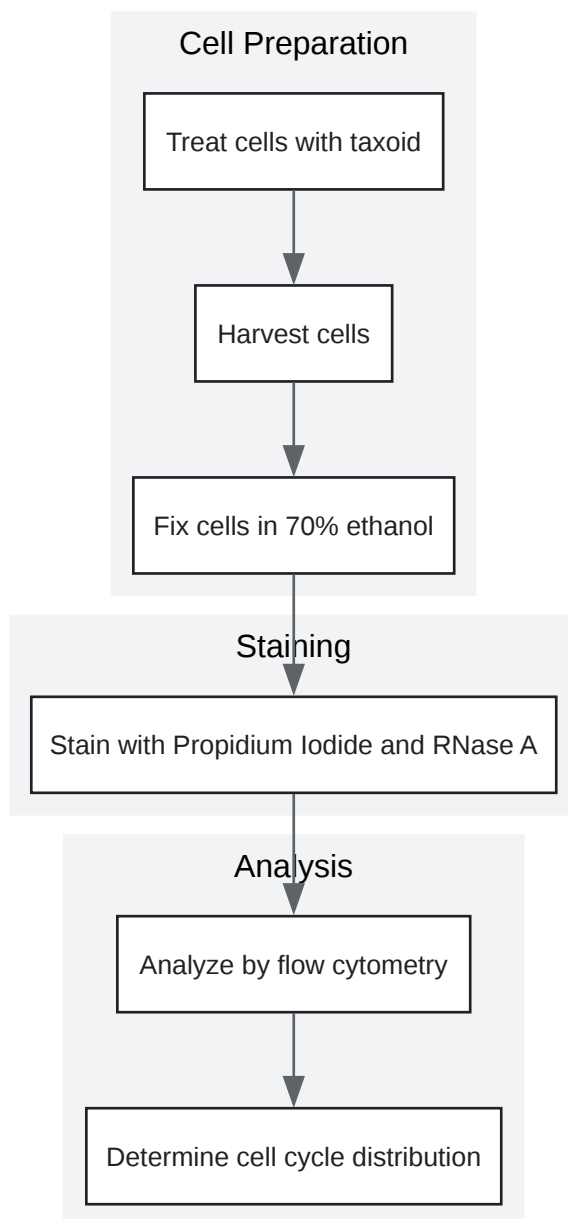 Cell Preparation
Treat cells with taxoid
Harvest cells
Fix cells in 70% ethanol
Staining
Stain with Propidium Iodide and RNase A
Analysis
Analyze by flow cytometry
Determine cell cycle distribution